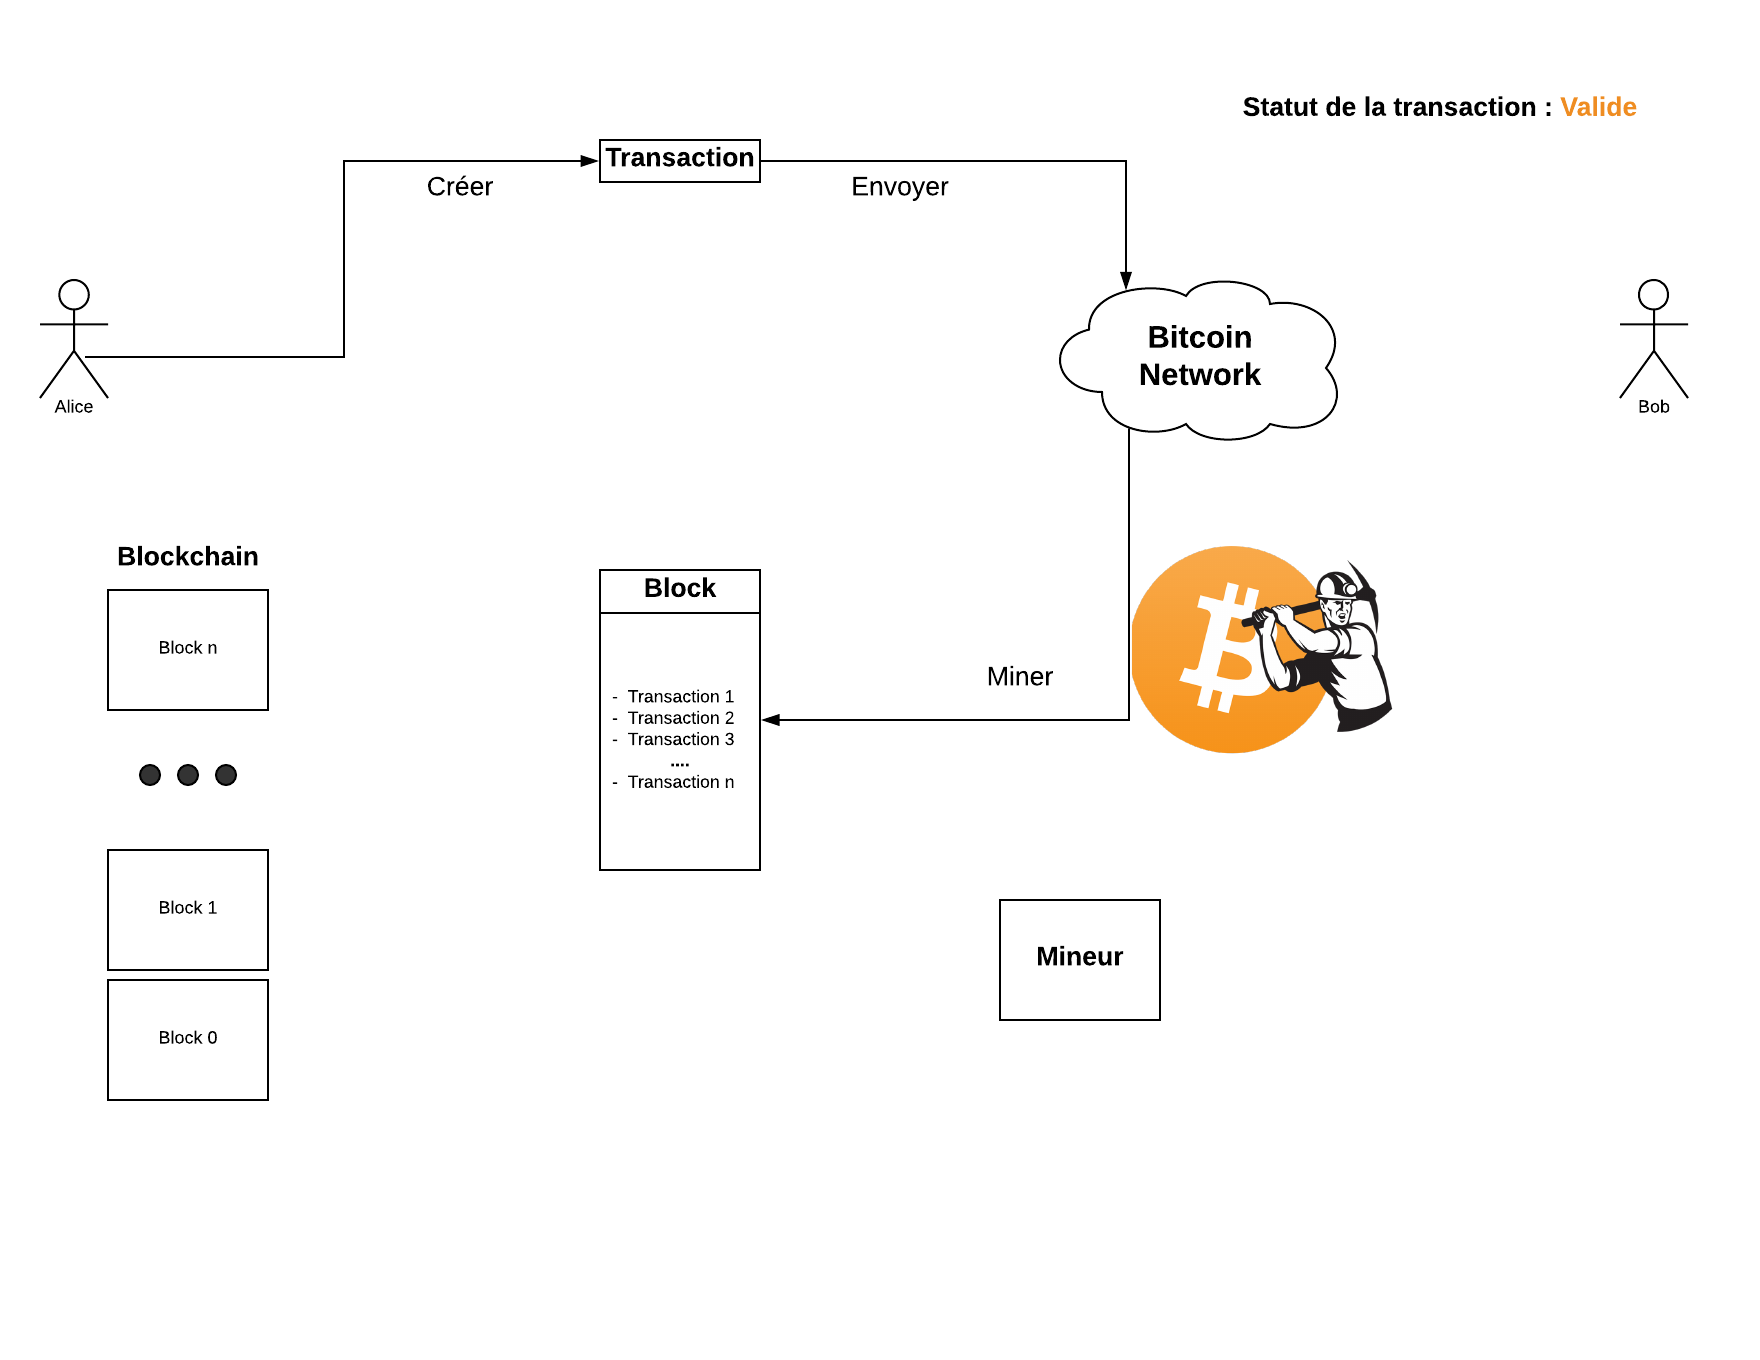 Statut de la transaction : Valide
Transaction
Créer
Envoyer
Bitcoin
Network
Alice
Bob
Blockchain
Block n
Block 1
Block 0
Block
- Transaction 1
- Transaction 2
- Transaction 3
....
- Transaction n
Miner
Mineur